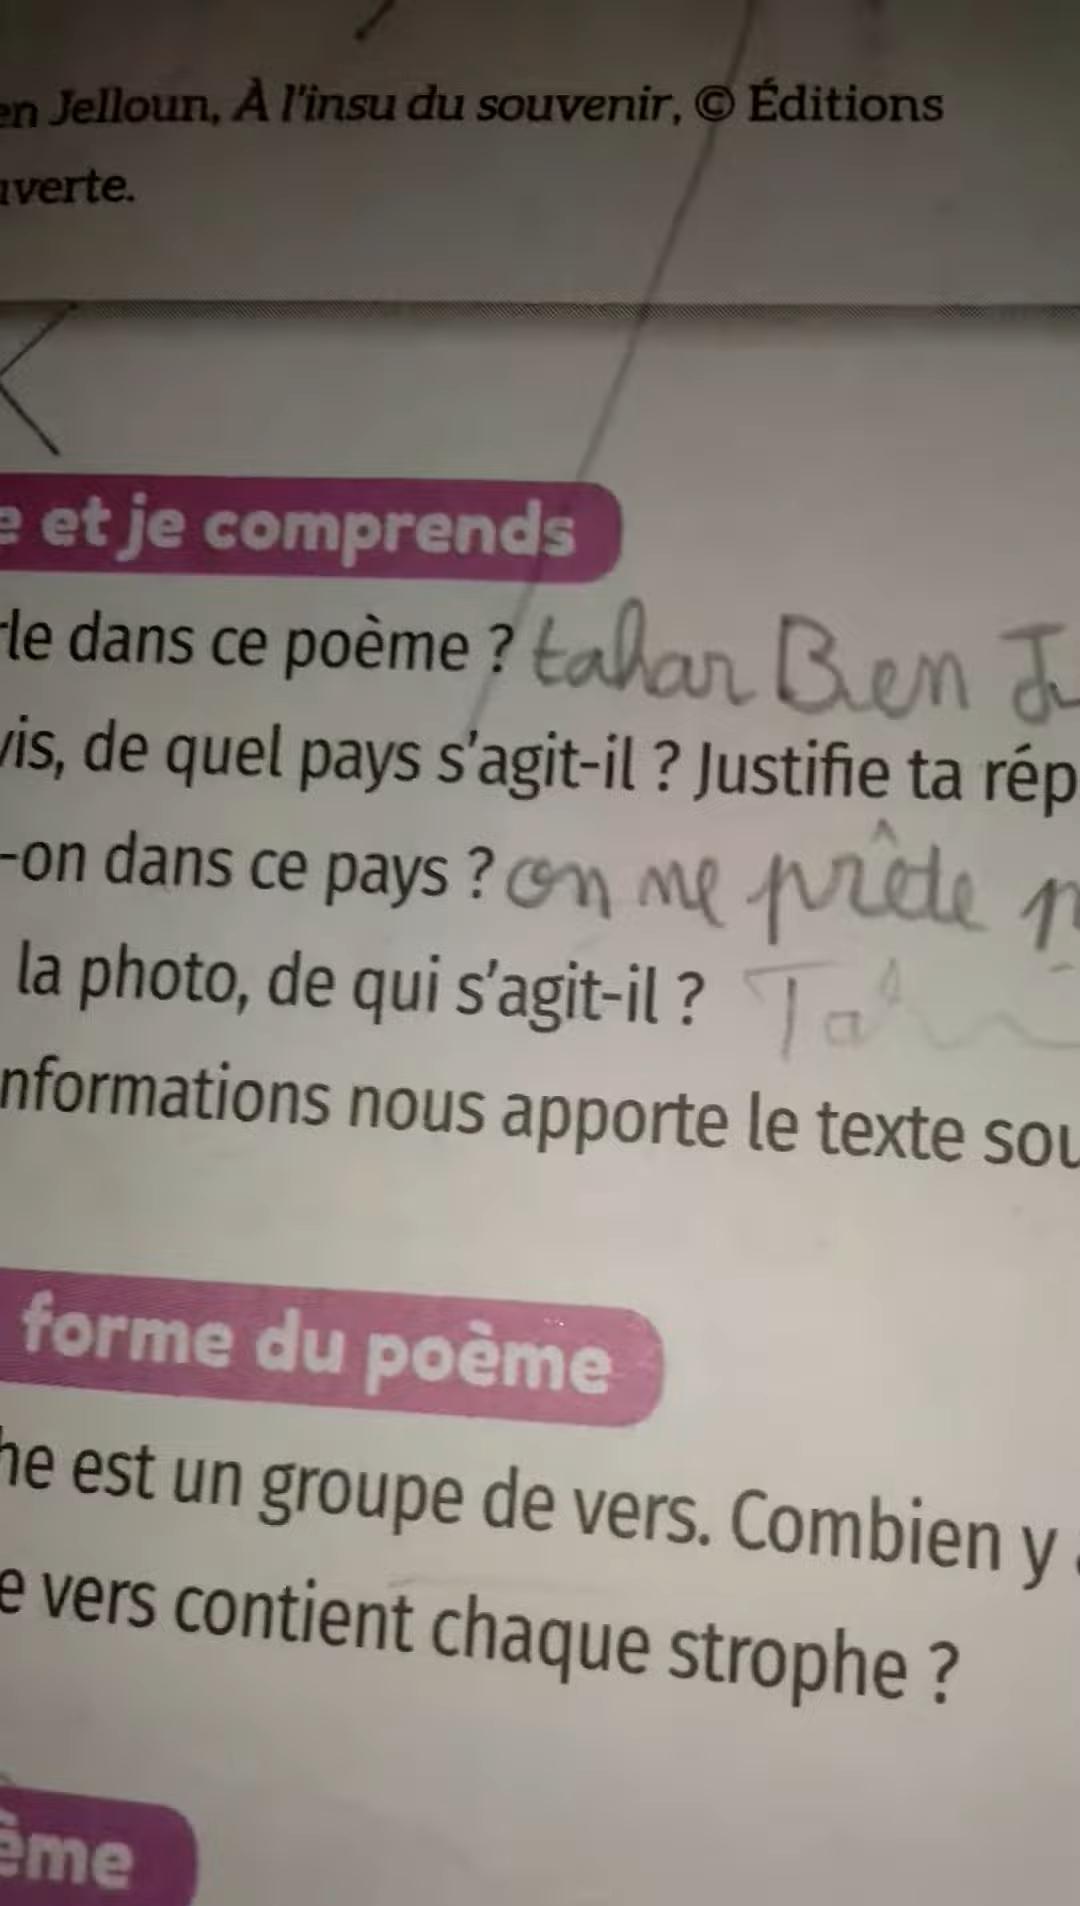 en Jelloun, À l'insu du souvenir, © Éditions
uverte.
e et je comprends
rle dans ce poème ? tahar Ben
vis, de quel pays s'agit-il ? Justifie ta rép
-on dans ce pays ? on me prête
la photo, de qui s'agit-il ?
nformations nous apporte le texte sou
forme du poème
he est un groupe de vers. Combien y
e vers contient chaque strophe ?
ème